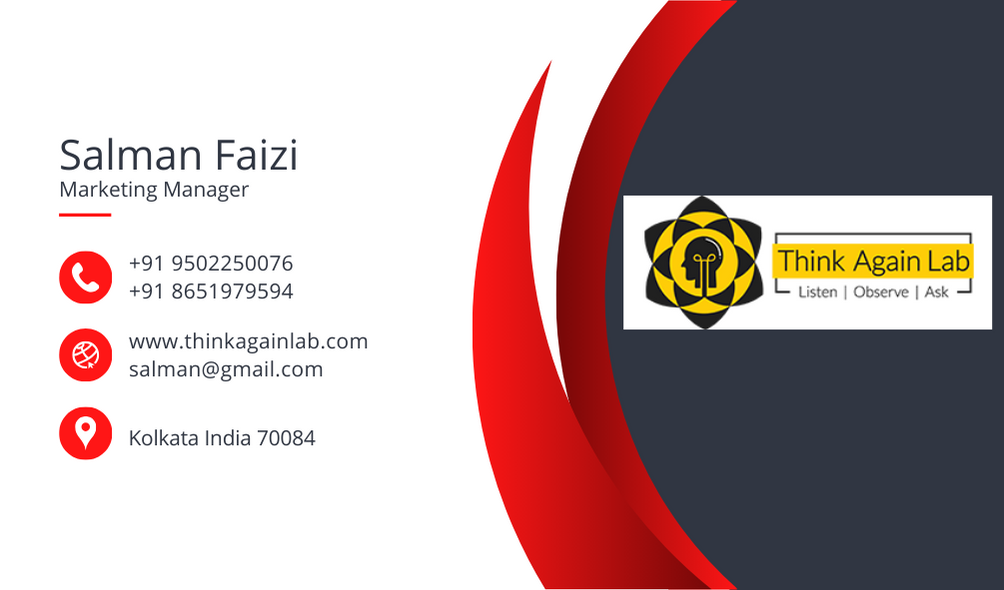 Salman Faizi
Marketing Manager
+91 9502250076
+91 8651979594
www.thinkagainlab.com
salman@gmail.com
Kolkata India 70084
Think Again Lab
Listen | Observe | Ask